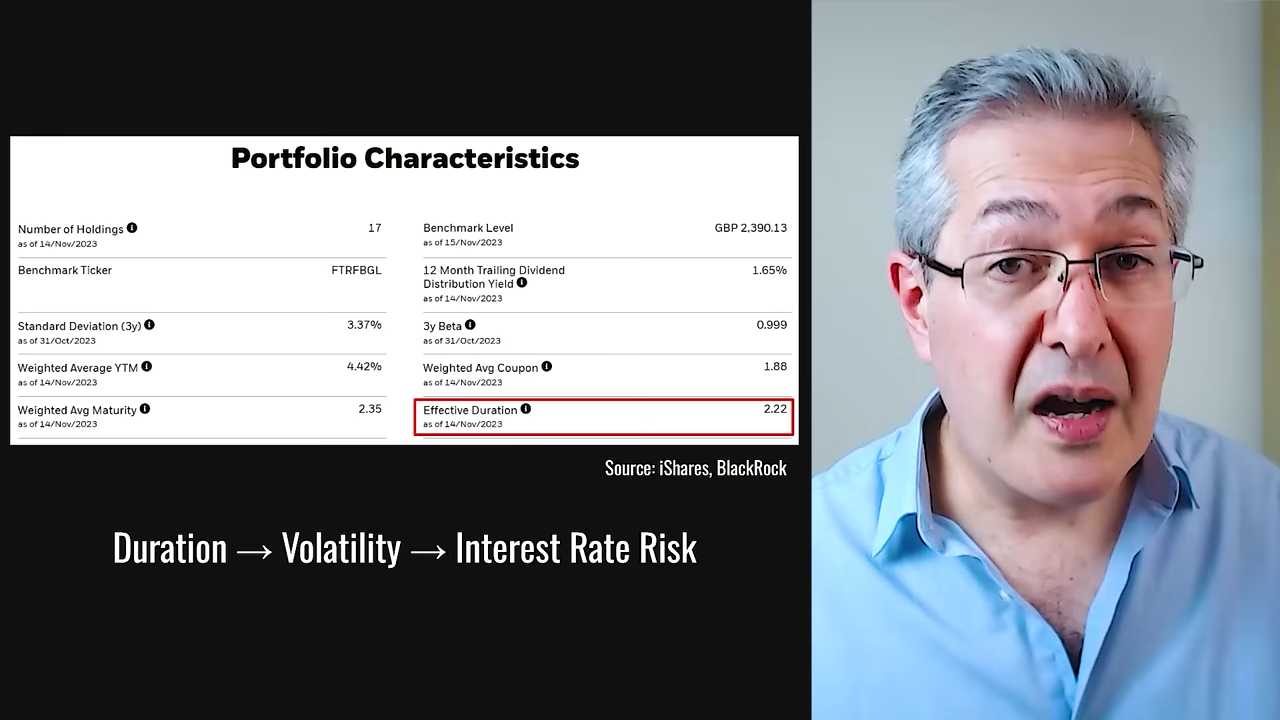 Portfolio Characteristics
Number of Holdings
17
as of 14/Nov/2023
Benchmark Level
GBP 2,390.13
as of 15/Nov/2023
Benchmark Ticker
FTRFBGL
12 Month Trailing Dividend
Distribution Yield
1.65%
as of 14/Nov/2023
Standard Deviation (3y)
3.37%
as of 31/Oct/2023
3y Beta
0.999
as of 31/Oct/2023
Weighted Average YTM
4.42%
as of 14/Nov/2023
Weighted Avg Coupon
1.88
as of 14/Nov/2023
Weighted Avg Maturity
2.35
as of 14/Nov/2023
Effective Duration
2.22
as of 14/Nov/2023
Source: iShares, BlackRock
Duration → Volatility → Interest Rate Risk